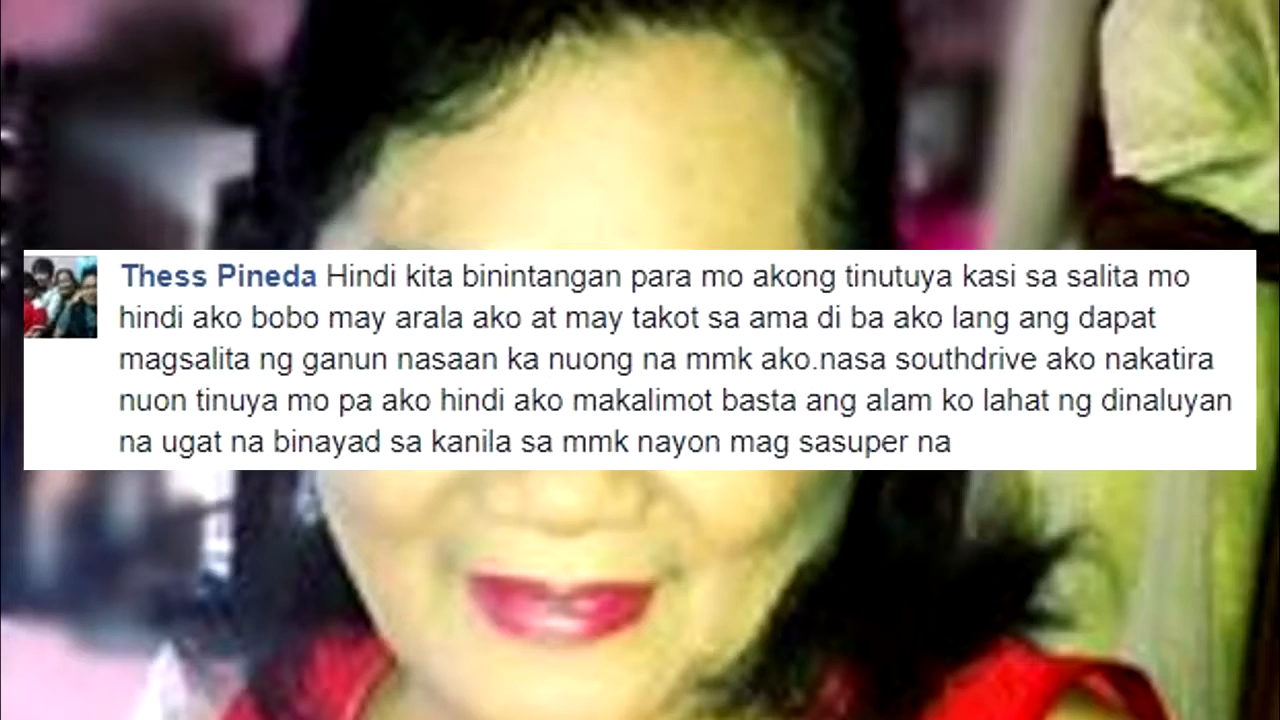 Thess Pineda Hindi kita binintangan para mo akong tinutuya kasi sa salita mo
hindi ako bobo may arala ako at may takot sa ama di ba ako lang ang dapat
magsalita ng ganun nasaan ka nuong na mmk ako.nasa southdrive ako nakatira
nuon tinuya mo pa ako hindi ako makalimot basta ang alam ko lahat ng dinaluyan
na ugat na binayad sa kanila sa mmk nayon mag sasuper na